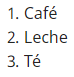 1. Café
2. Leche
3. Té